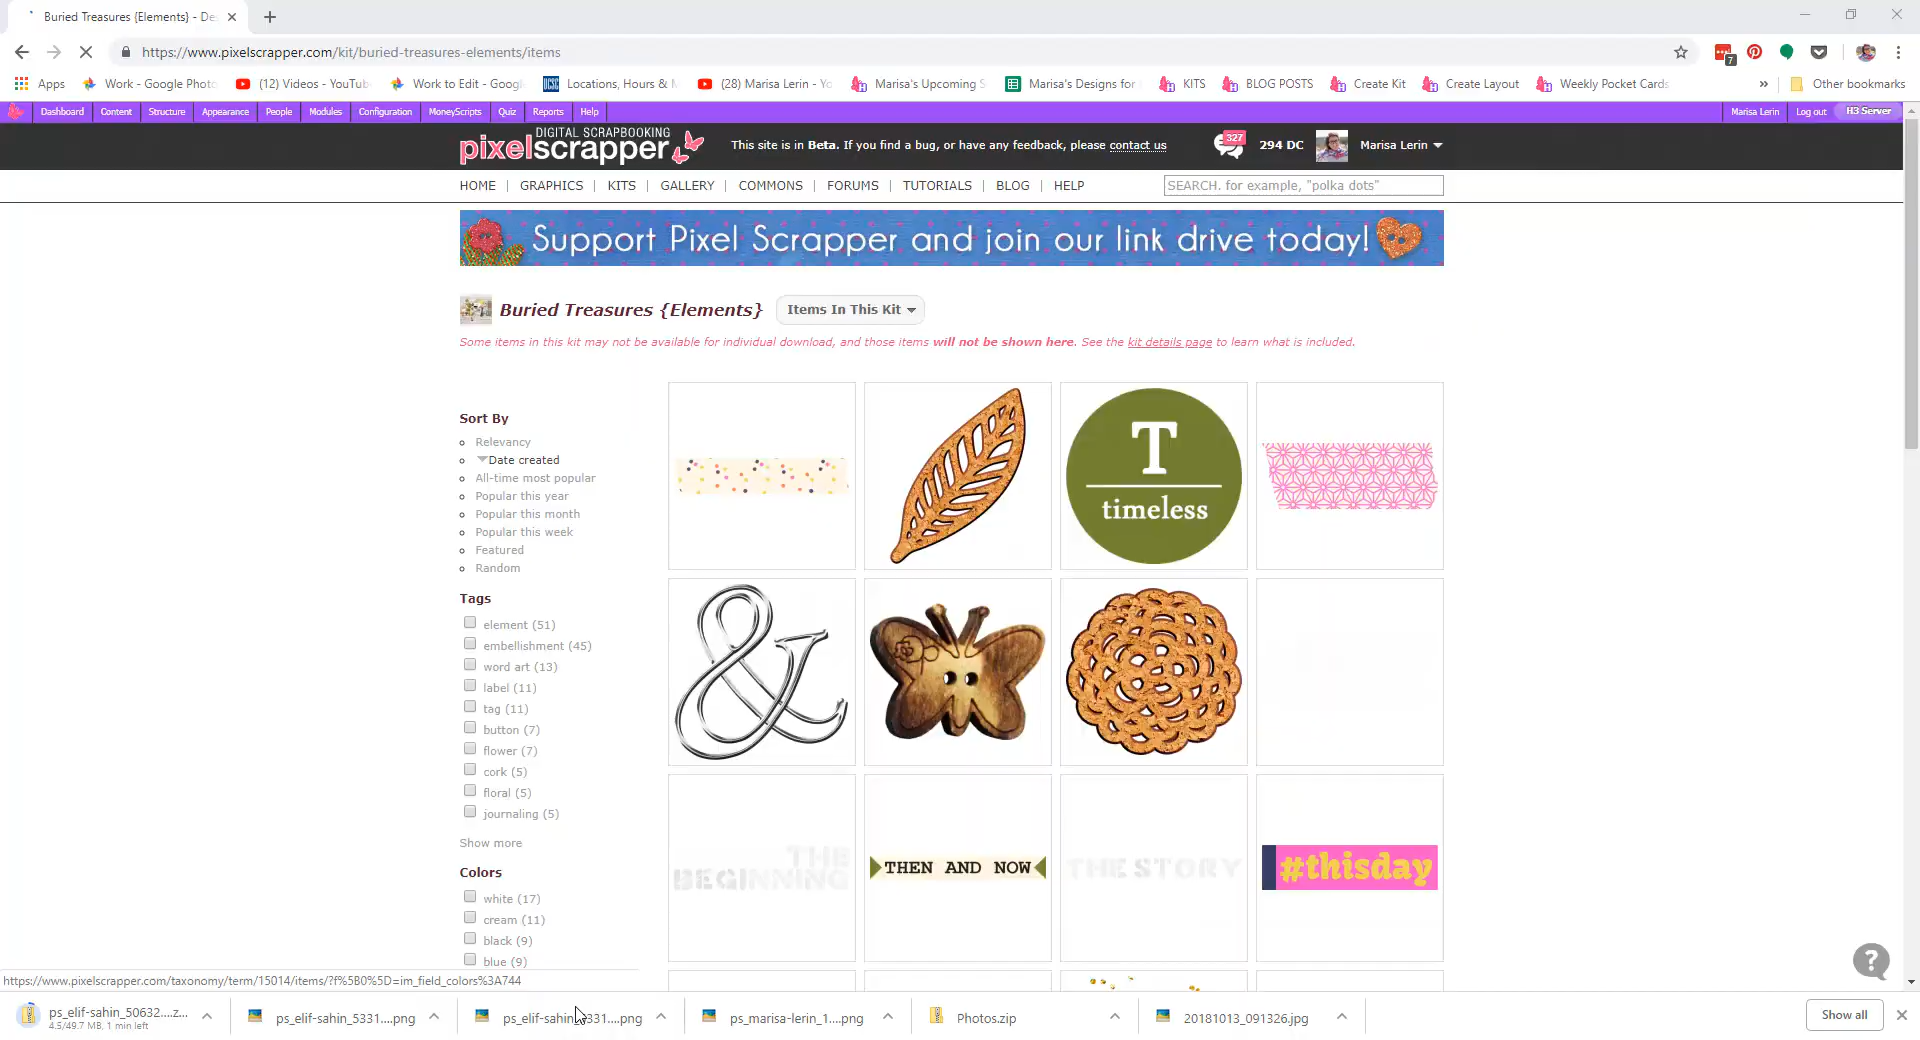 Buried Treasures {Elements} - De
https://www.pixelscrapper.com/kit/buried-treasures-elements/items
7
Apps
Work - Google Photo
(12) Videos - YouTub
Work to Edit - Goog
UCSC
Locations, Hours &
(28) Marisa Lerin - Yo
Marisa's Upcoming S
Marisa's Designs for
KITS
BLOG POSTS
Create Kit
Create Layout
Weekly Pocket Cards
»
Other bookmarks
Dashboard
Content
Structure
Appearance
People
Modules
Configuration
MoneyScripts
Quiz
Reports
Help
Marisa Lerin
Log out
H3 Server
DIGITAL SCRAPBOOKING
pixelscrapper
This site is in Beta. If you find a bug, or have any feedback, please contact us
327
294 DC
Marisa Lerin
HOME
GRAPHICS
KITS
GALLERY
COMMONS
FORUMS
TUTORIALS
BLOG
HELP
SEARCH. for example, "polka dots"
Support Pixel Scrapper and join our link drive today!
Buried Treasures {Elements}
Items In This Kit
Some items in this kit may not be available for individual download, and those items will not be shown here. See the kit details page to learn what is included.
Sort By
Relevancy
Date created
All-time most popular
Popular this year
Popular this month
Popular this week
Featured
Random
Tags
element (51)
embellishment (45)
word art (13)
label (11)
tag (11)
button (7)
flower (7)
cork (5)
floral (5)
journaling (5)
Show more
Colors
white (17)
cream (11)
black (9)
blue (9)
T
timeless
&
THE
BEGINNING
THEN AND NOW
THE STORY
#thisday
?
https://www.pixelscrapper.com/taxonomy/term/15014/items/?f%5B0%5D=im_field_colors%3A744
ps_elif-sahin_50632....z...
4.5/49.7 MB, 1 min left
ps_elif-sahin_5331....png
ps_elif-sahin_331....png
ps_marisa-lerin_1....png
Photos.zip
20181013_091326.jpg
Show all